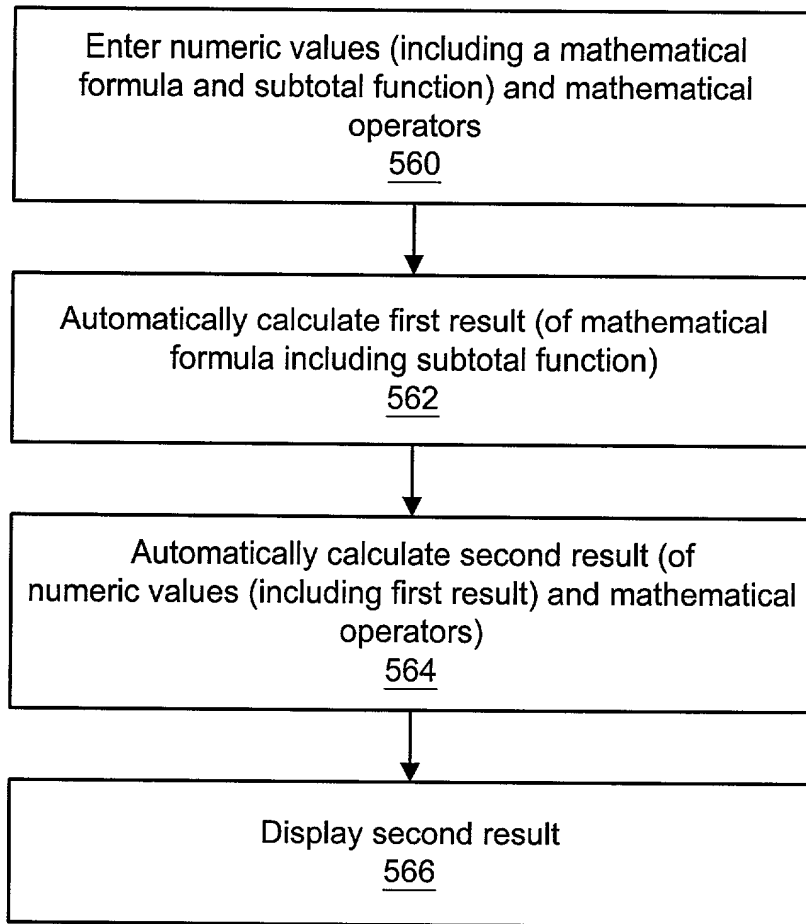 Enter numeric values (including a mathematical
formula and subtotal function) and mathematical
operators
560
Automatically calculate first result (of mathematical
formula including subtotal function)
562
Automatically calculate second result (of
numeric values (including first result) and mathematical
operators)
564
Display second result
566